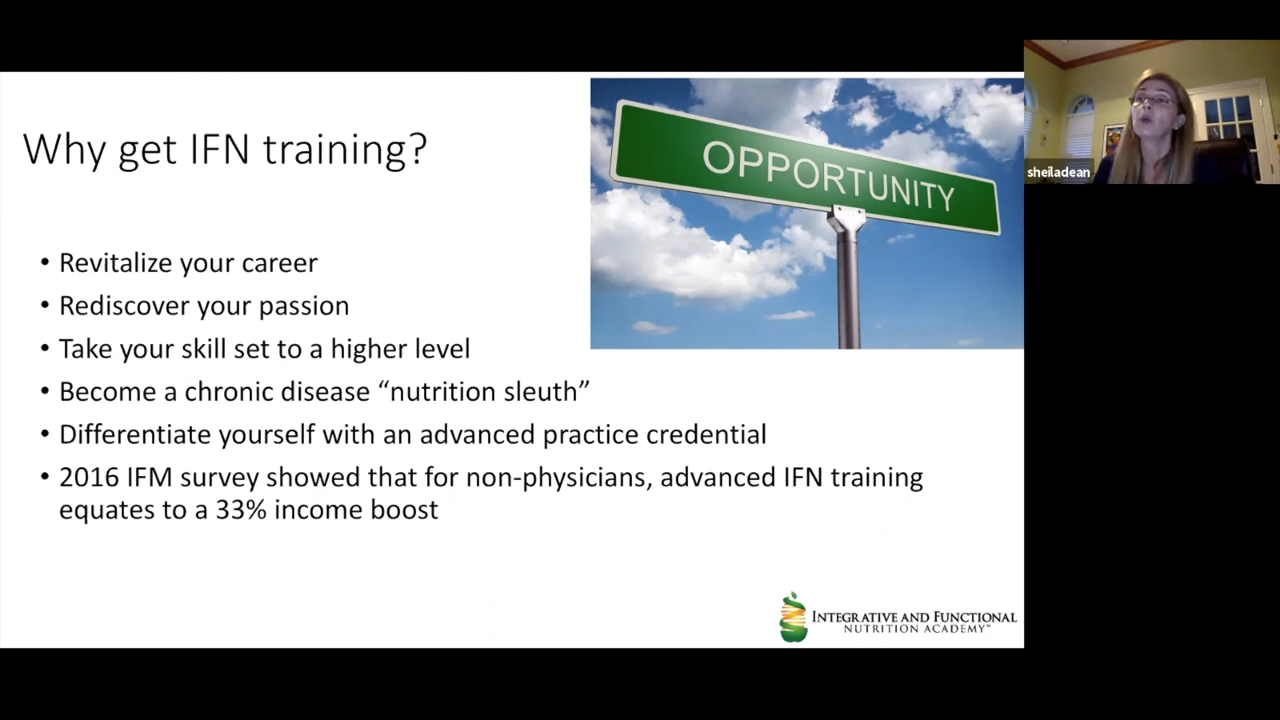 Why get IFN training?
OPPORTUNITY
sheiladean
• Revitalize your career
• Rediscover your passion
• Take your skill set to a higher level
• Become a chronic disease “nutrition sleuth”
• Differentiate yourself with an advanced practice credential
• 2016 IFM survey showed that for non-physicians, advanced IFN training
equates to a 33% income boost
INTEGRATIVE AND FUNCTIONAL
NUTRITION ACADEMY™